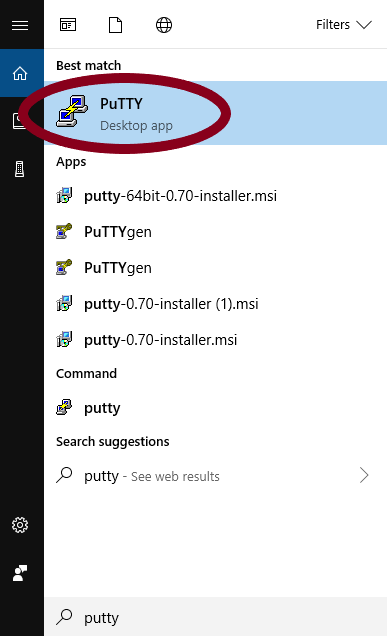 Filters
Best match
PuTTY
Desktop app
Apps
putty-64bit-0.70-installer.msi
PuTTYgen
PuTTYgen
putty-0.70-installer (1).msi
putty-0.70-installer.msi
Command
putty
Search suggestions
putty - See web results
putty